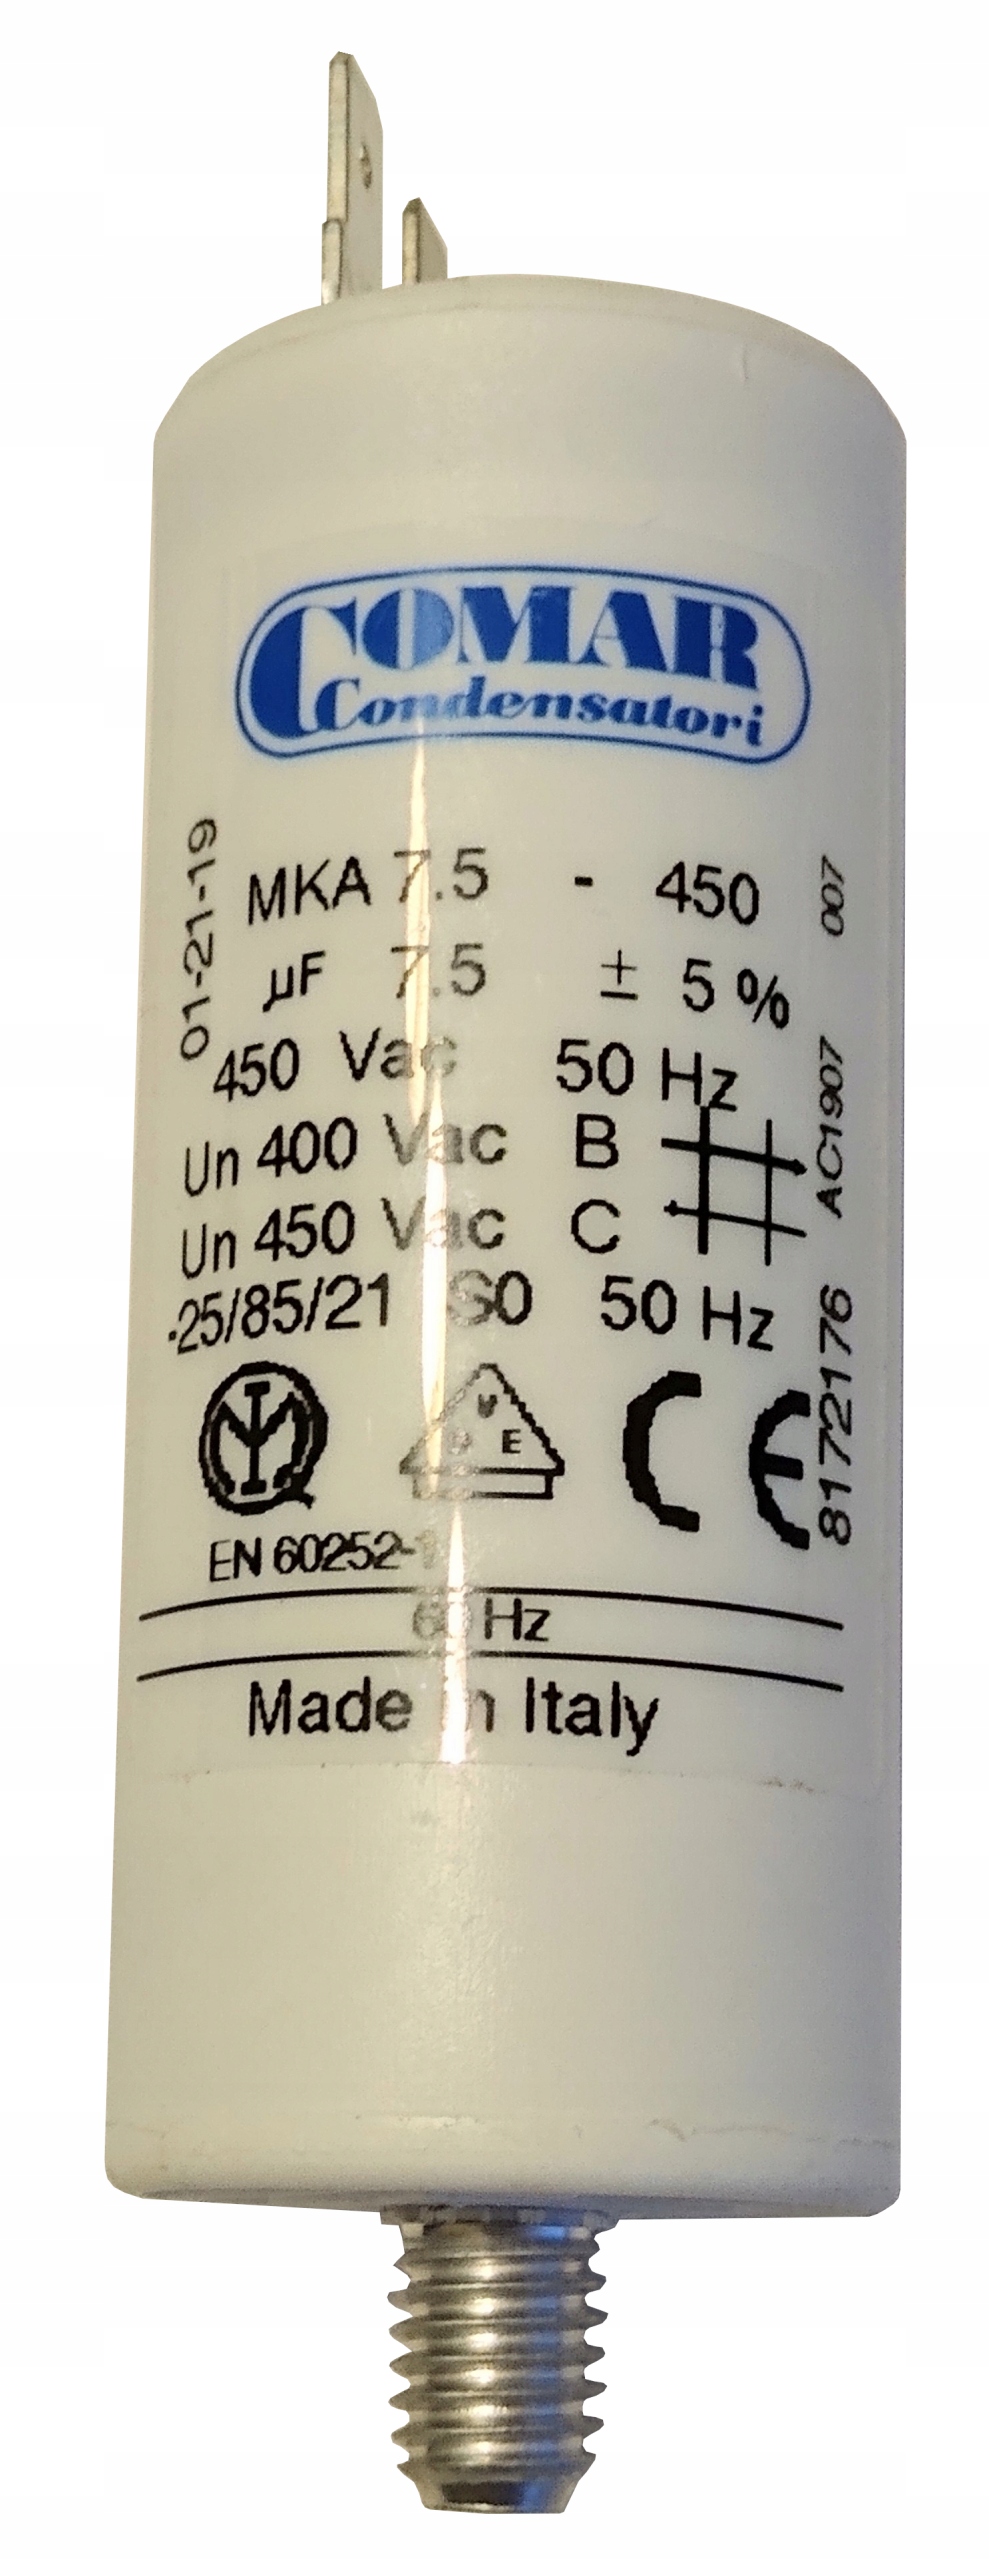 COMAR
Condensatori
01-21-19
MKA 7.5 - 450
µF 7.5 ± 5 %
450 Vac 50 Hz
Un 400 Vac B
Un 450 Vac C
-25/85/21 S0 50 Hz
VDE
CE
EN 60252-1
60 Hz
Made in Italy
8172176 AC1907 007